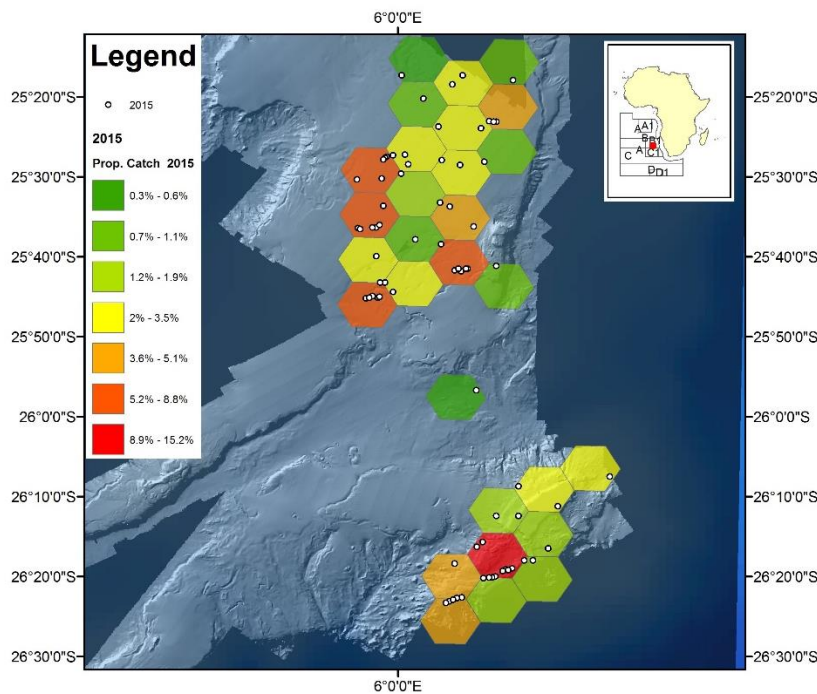 6°0'0"E
Legend
2015
2015
Prop. Catch 2015
0.3% - 0.6%
0.7% - 1.1%
1.2% - 1.9%
2% - 3.5%
3.6% - 5.1%
5.2% - 8.8%
8.9% - 15.2%
A
A1
B
A
C
C1
D
D1
25°20'0"S
25°20'0"S
25°30'0"S
25°30'0"S
25°40'0"S
25°40'0"S
25°50'0"S
25°50'0"S
26°0'0"S
26°0'0"S
26°10'0"S
26°10'0"S
26°20'0"S
26°20'0"S
26°30'0"S
26°30'0"S
6°0'0"E